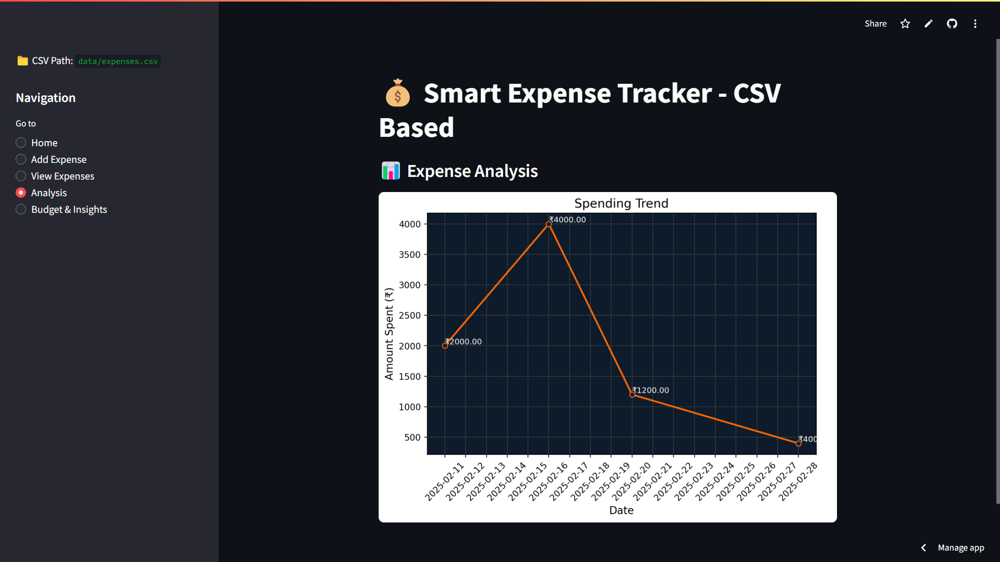 Share
CSV Path: data/expenses.csv
Navigation
Go to
Home
Add Expense
View Expenses
Analysis
Budget & Insights
Smart Expense Tracker - CSV
Based
Expense Analysis
Spending Trend
Amount Spent (₹)
4000
3500
3000
2500
2000
1500
1000
500
₹4000.00
₹2000.00
₹1200.00
₹400
2025-02-11
2025-02-12
2025-02-13
2025-02-14
2025-02-15
2025-02-16
2025-02-17
2025-02-18
2025-02-19
2025-02-20
2025-02-21
2025-02-22
2025-02-23
2025-02-24
2025-02-25
2025-02-26
2025-02-27
2025-02-28
Date
Manage app